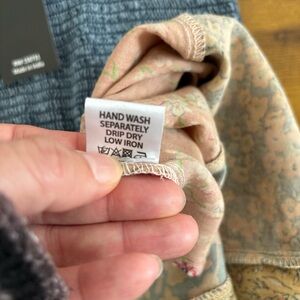 HAND WASH
SEPARATELY
DRIP DRY
LOW IRON